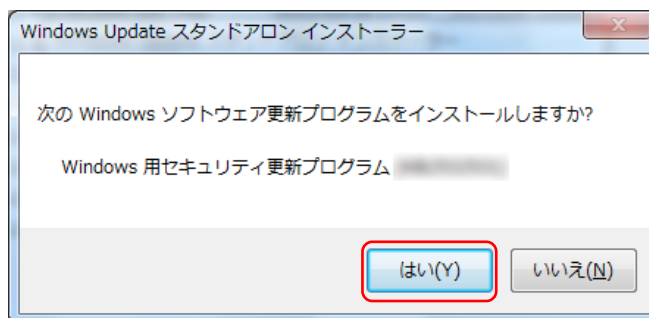 Windows Update スタンドアロン インストーラー
次の Windows ソフトウェア更新プログラムをインストールしますか?
Windows 用セキュリティ更新プログラム
はい(Y)
いいえ(N)